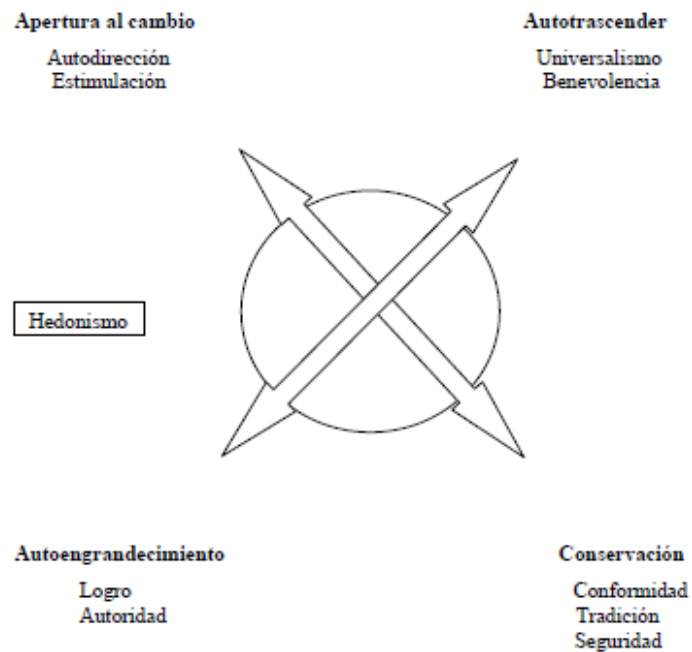 Apertura al cambio
Autodirección
Estimulación
Autotrascender
Universalismo
Benevolencia
Hedonismo
Autoengrandecimiento
Logro
Autoridad
Conservación
Conformidad
Tradición
Seguridad